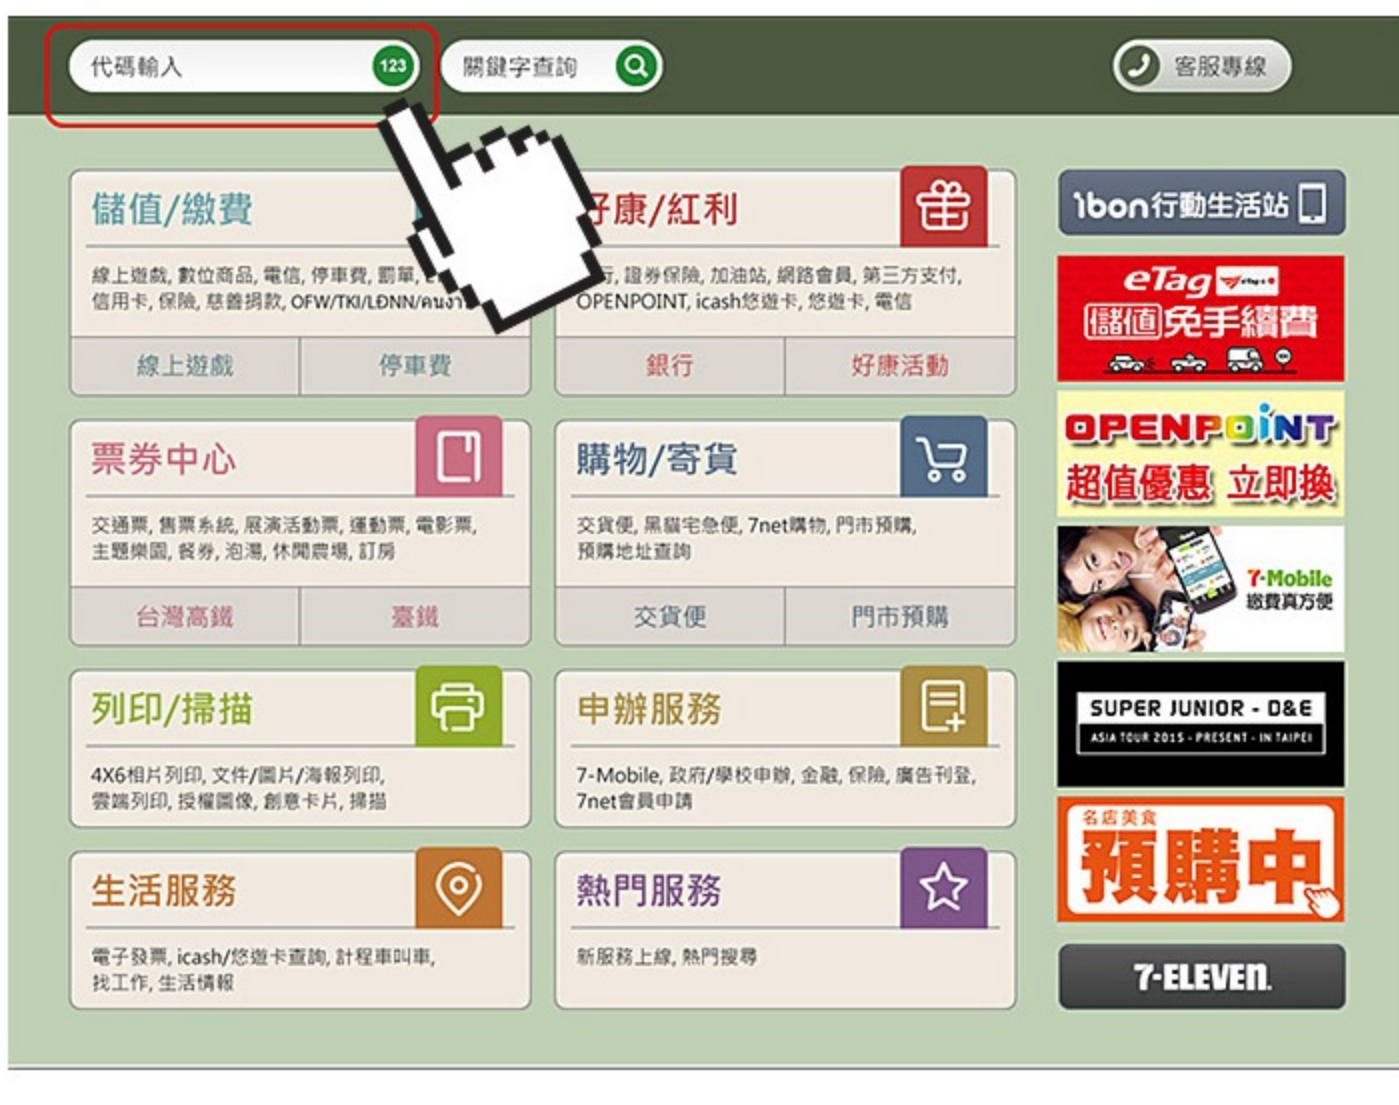 代碼輸入 123
關鍵字查詢
客服專線
儲值/繳費
線上遊戲, 數位商品, 電信, 停車費, 罰單,
信用卡, 保險, 慈善捐款, OFW/TKI/LĐNN/คนงาน
線上遊戲 停車費
好康/紅利
證券保險, 加油站, 網路會員, 第三方支付,
OPENPOINT, icash悠遊卡, 悠遊卡, 電信
銀行 好康活動
票券中心
交通票, 售票系統, 展演活動票, 運動票, 電影票,
主題樂園, 餐券, 泡湯, 休閒農場, 訂房
台灣高鐵 臺鐵
購物/寄貨
交貨便, 黑貓宅急便, 7net購物, 門市預購,
預購地址查詢
交貨便 門市預購
列印/掃描
4X6相片列印, 文件/圖片/海報列印,
雲端列印, 授權圖像, 創意卡片, 掃描
申辦服務
7-Mobile, 政府/學校申辦, 金融, 保險, 廣告刊登,
7net會員申請
生活服務
電子發票, icash/悠遊卡查詢, 計程車叫車,
找工作, 生活情報
熱門服務
新服務上線, 熱門搜尋
ibon行動生活站
eTag
儲值免手續費
OPENPOINT
超值優惠 立即換
7-Mobile
繳費真方便
SUPER JUNIOR - D&E
ASIA TOUR 2015 - PRESENT - IN TAIPEI
名店美食
預購中
7-ELEVEn.